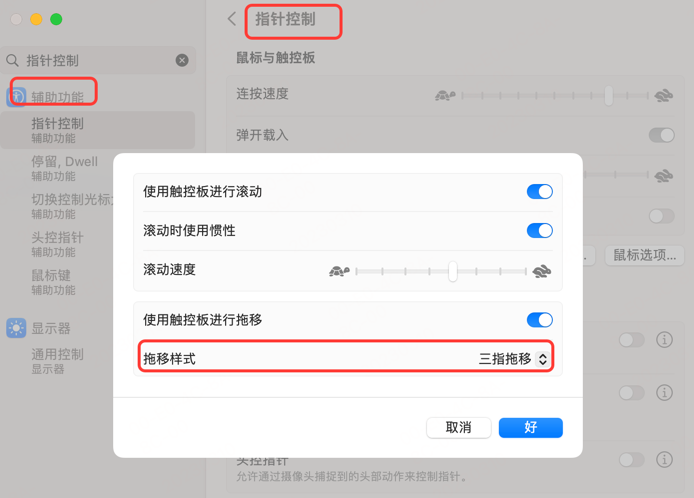 指针控制
辅助功能
指针控制
辅助功能
停留, Dwell
辅助功能
切换控制光标
辅助功能
头控指针
辅助功能
鼠标键
辅助功能
显示器
通用控制
显示器
指针控制
鼠标与触控板
连按速度
弹开载入
鼠标选项...
使用触控板进行滚动
滚动时使用惯性
滚动速度
使用触控板进行拖移
拖移样式 三指拖移
取消 好
头控指针
允许通过摄像头捕捉到的头部动作来控制指针。